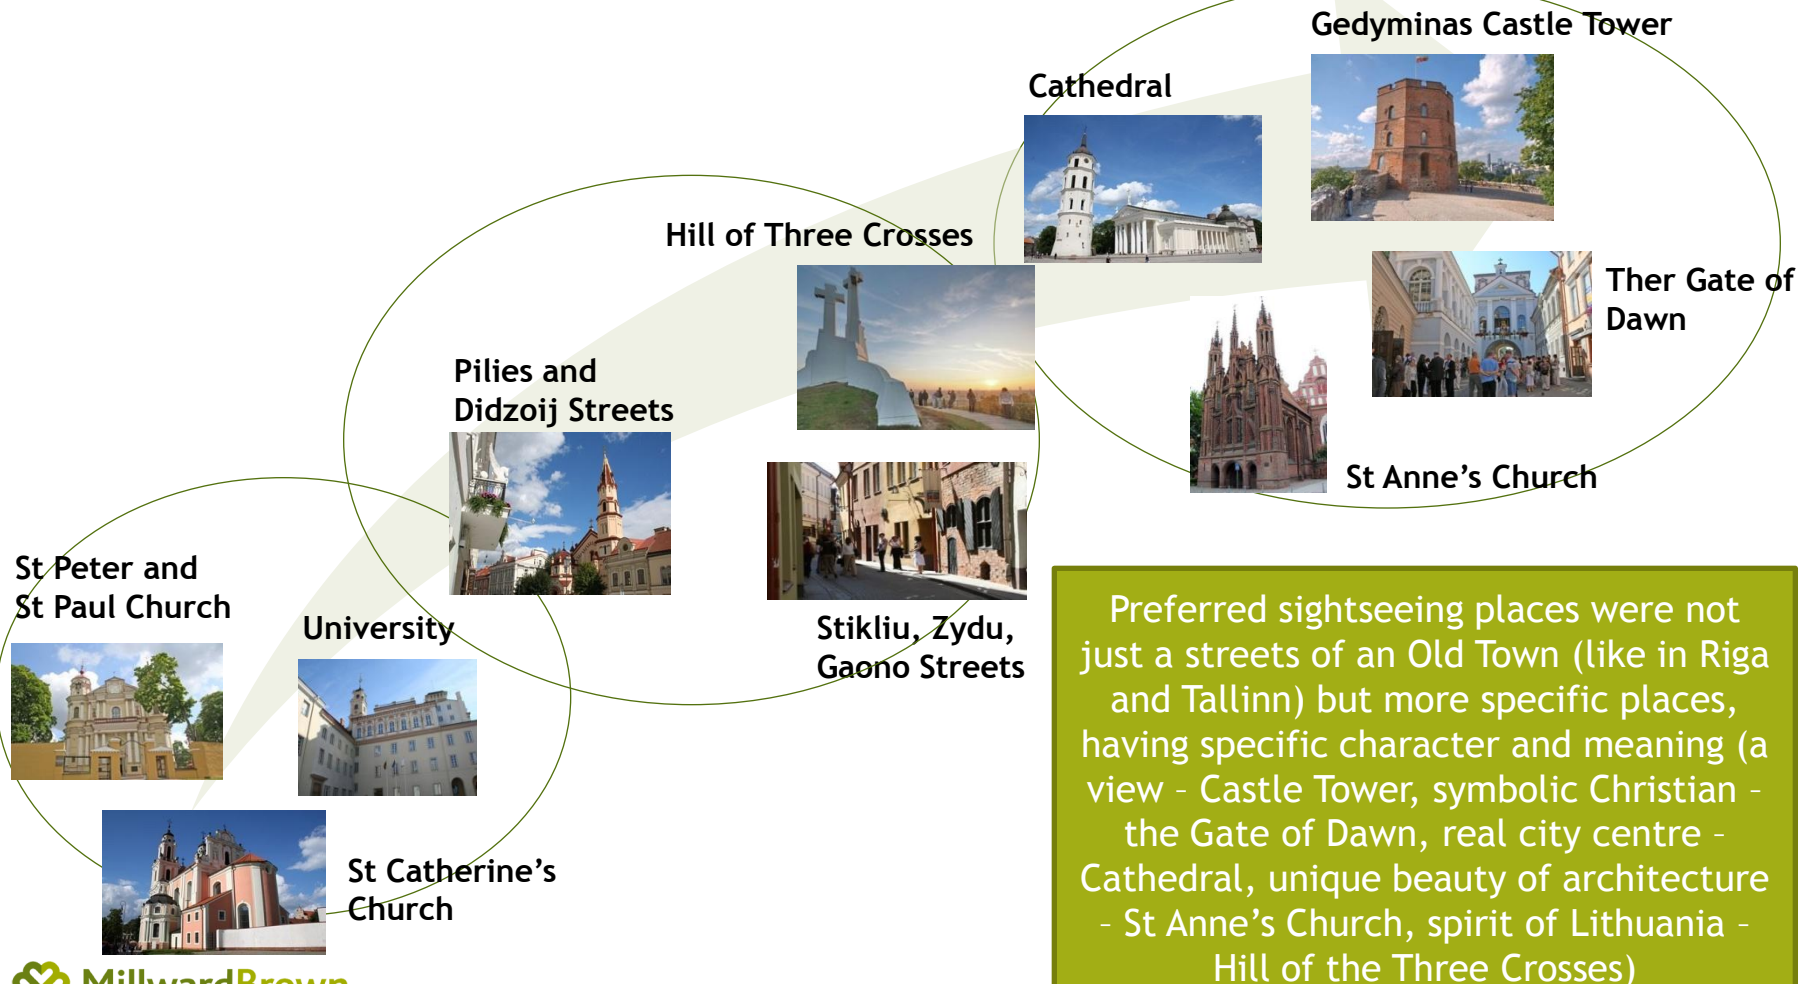 Gedyminas Castle Tower
Cathedral
Hill of Three Crosses
Ther Gate of
Dawn
Pilies and
Didzoij Streets
St Anne’s Church
St Peter and
St Paul Church
University
Stikliu, Zydu,
Gaono Streets
St Catherine’s
Church
Preferred sightseeing places were not
just a streets of an Old Town (like in Riga
and Tallinn) but more specific places,
having specific character and meaning (a
view – Castle Tower, symbolic Christian –
the Gate of Dawn, real city centre –
Cathedral, unique beauty of architecture
– St Anne’s Church, spirit of Lithuania –
Hill of the Three Crosses)
MillwardBrown